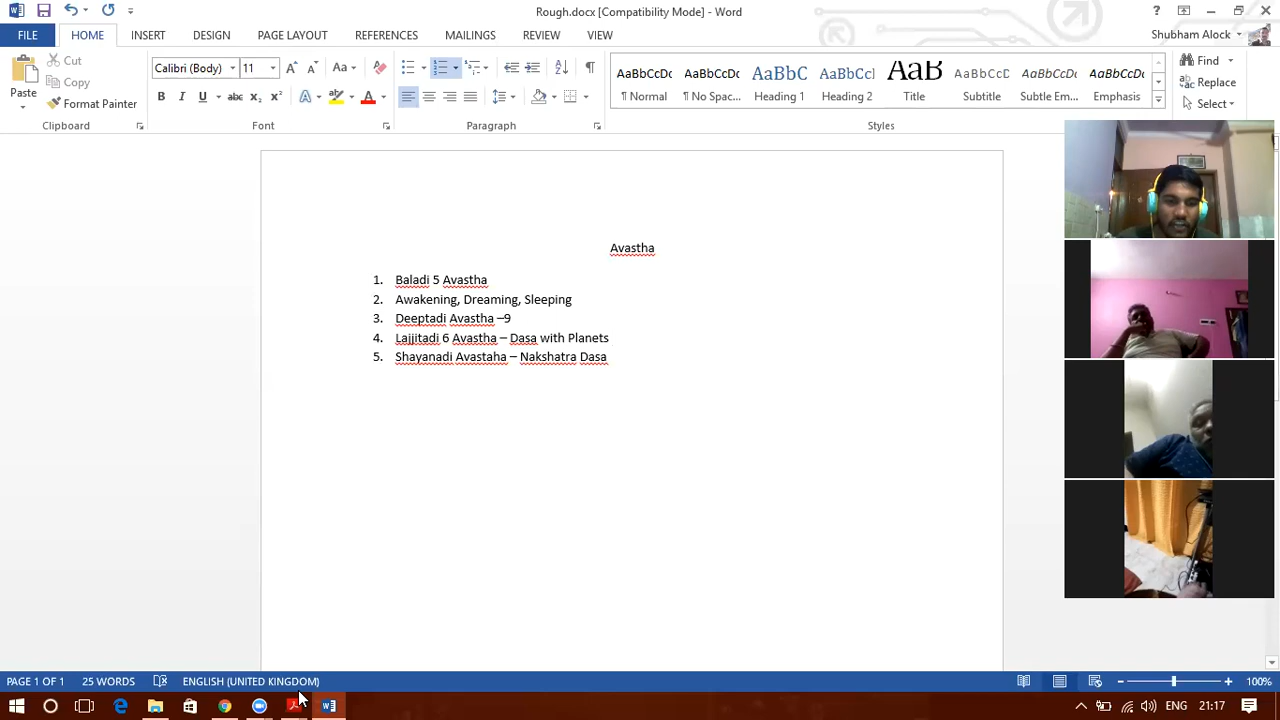 Rough.docx [Compatibility Mode] - Word
FILE HOME INSERT DESIGN PAGE LAYOUT REFERENCES MAILINGS REVIEW VIEW Shubham Alock
Paste Cut Copy Format Painter
Calibri (Body) 11
B I U abc x₂ x² A A
AaBbCcDc AaBbCcDc AaBbC AaBbCcI AaB AaBbCcD AaBbCcDc AaBbCcDc
¶ Normal ¶ No Spac... Heading 1 Heading 2 Title Subtitle Subtle Em... Emphasis
Find Replace Select
Clipboard Font Paragraph Styles
Avastha
1. Baladi 5 Avastha
2. Awakening, Dreaming, Sleeping
3. Deeptadi Avastha –9
4. Lajjitadi 6 Avastha – Dasa with Planets
5. Shayanadi Avastaha – Nakshatra Dasa
PAGE 1 OF 1 25 WORDS ENGLISH (UNITED KINGDOM) 100%
ENG 21:17